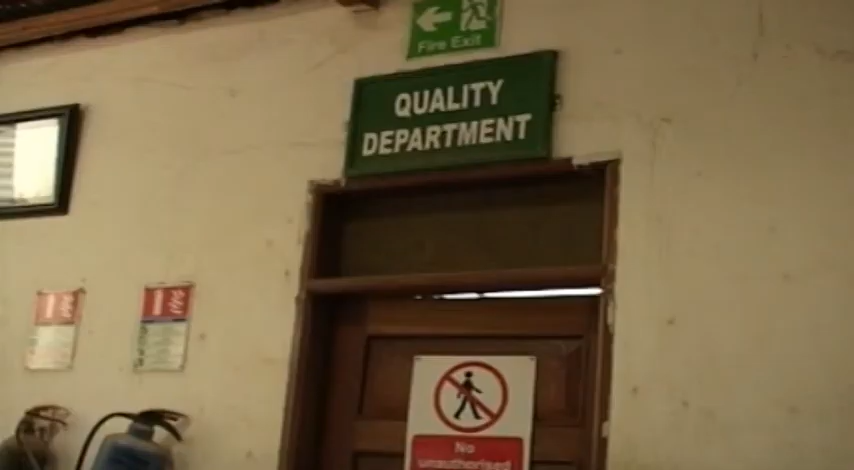 Fire Exit
QUALITY
DEPARTMENT
No
unauthorised